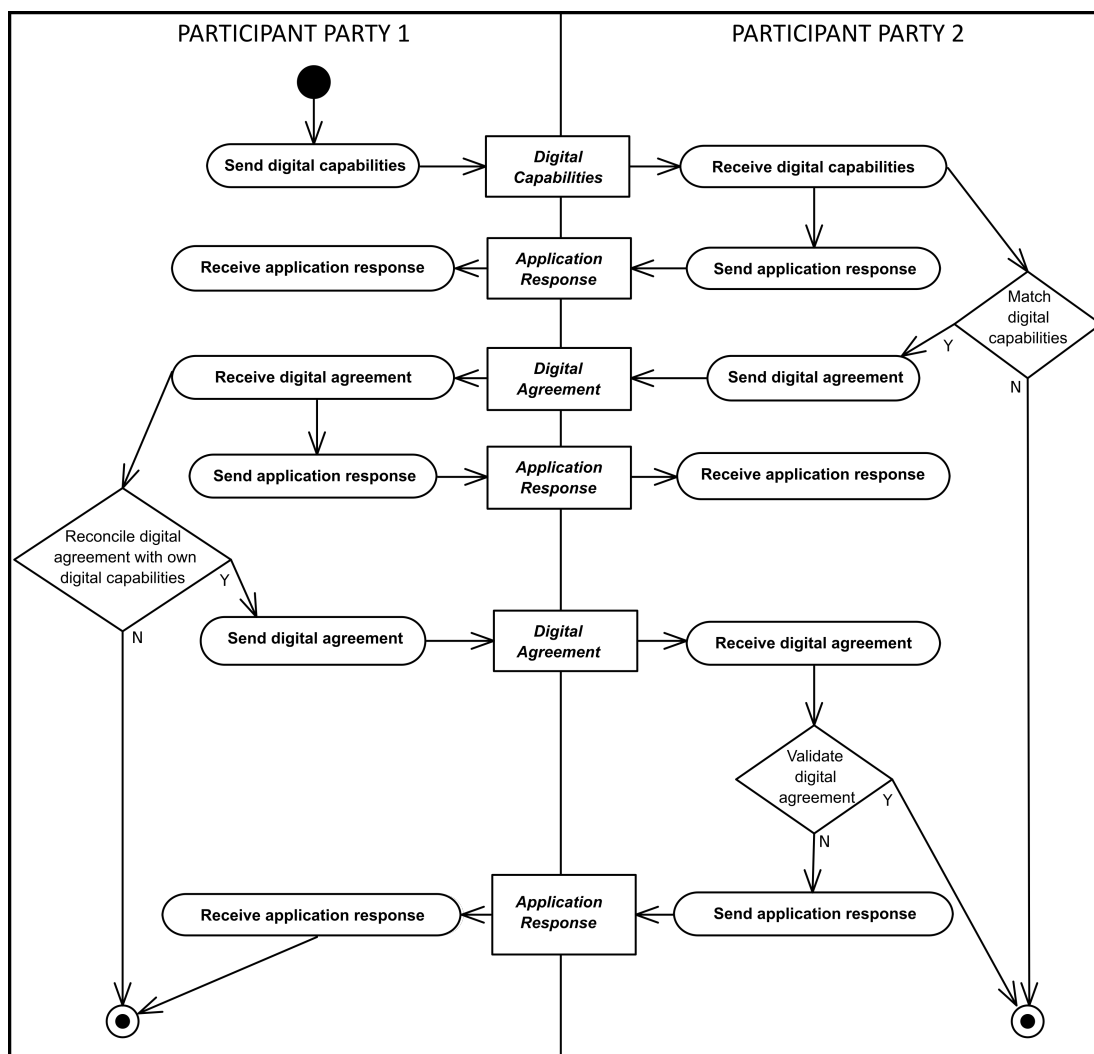 PARTICIPANT PARTY 1
PARTICIPANT PARTY 2
Send digital capabilities
Digital
Capabilities
Receive digital capabilities
Receive application response
Application
Response
Send application response
Match
digital
capabilities
Y
N
Receive digital agreement
Digital
Agreement
Send digital agreement
Send application response
Application
Response
Receive application response
Reconcile digital
agreement with own
digital capabilities
Y
N
Send digital agreement
Digital
Agreement
Receive digital agreement
Validate
digital
agreement
Y
N
Receive application response
Application
Response
Send application response